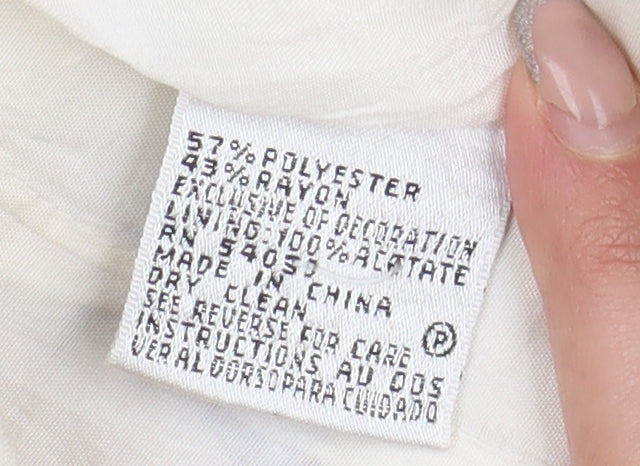 57% POLYESTER
43% RAYON
EXCLUSIVE OF DECORATION
LINING:100% ACETATE
RN 54050
MADE IN CHINA
DRY CLEAN
SEE REVERSE FOR CARE Ⓟ
INSTRUCTIONS AU DOS
VER AL DORSO PARA CUIDADO